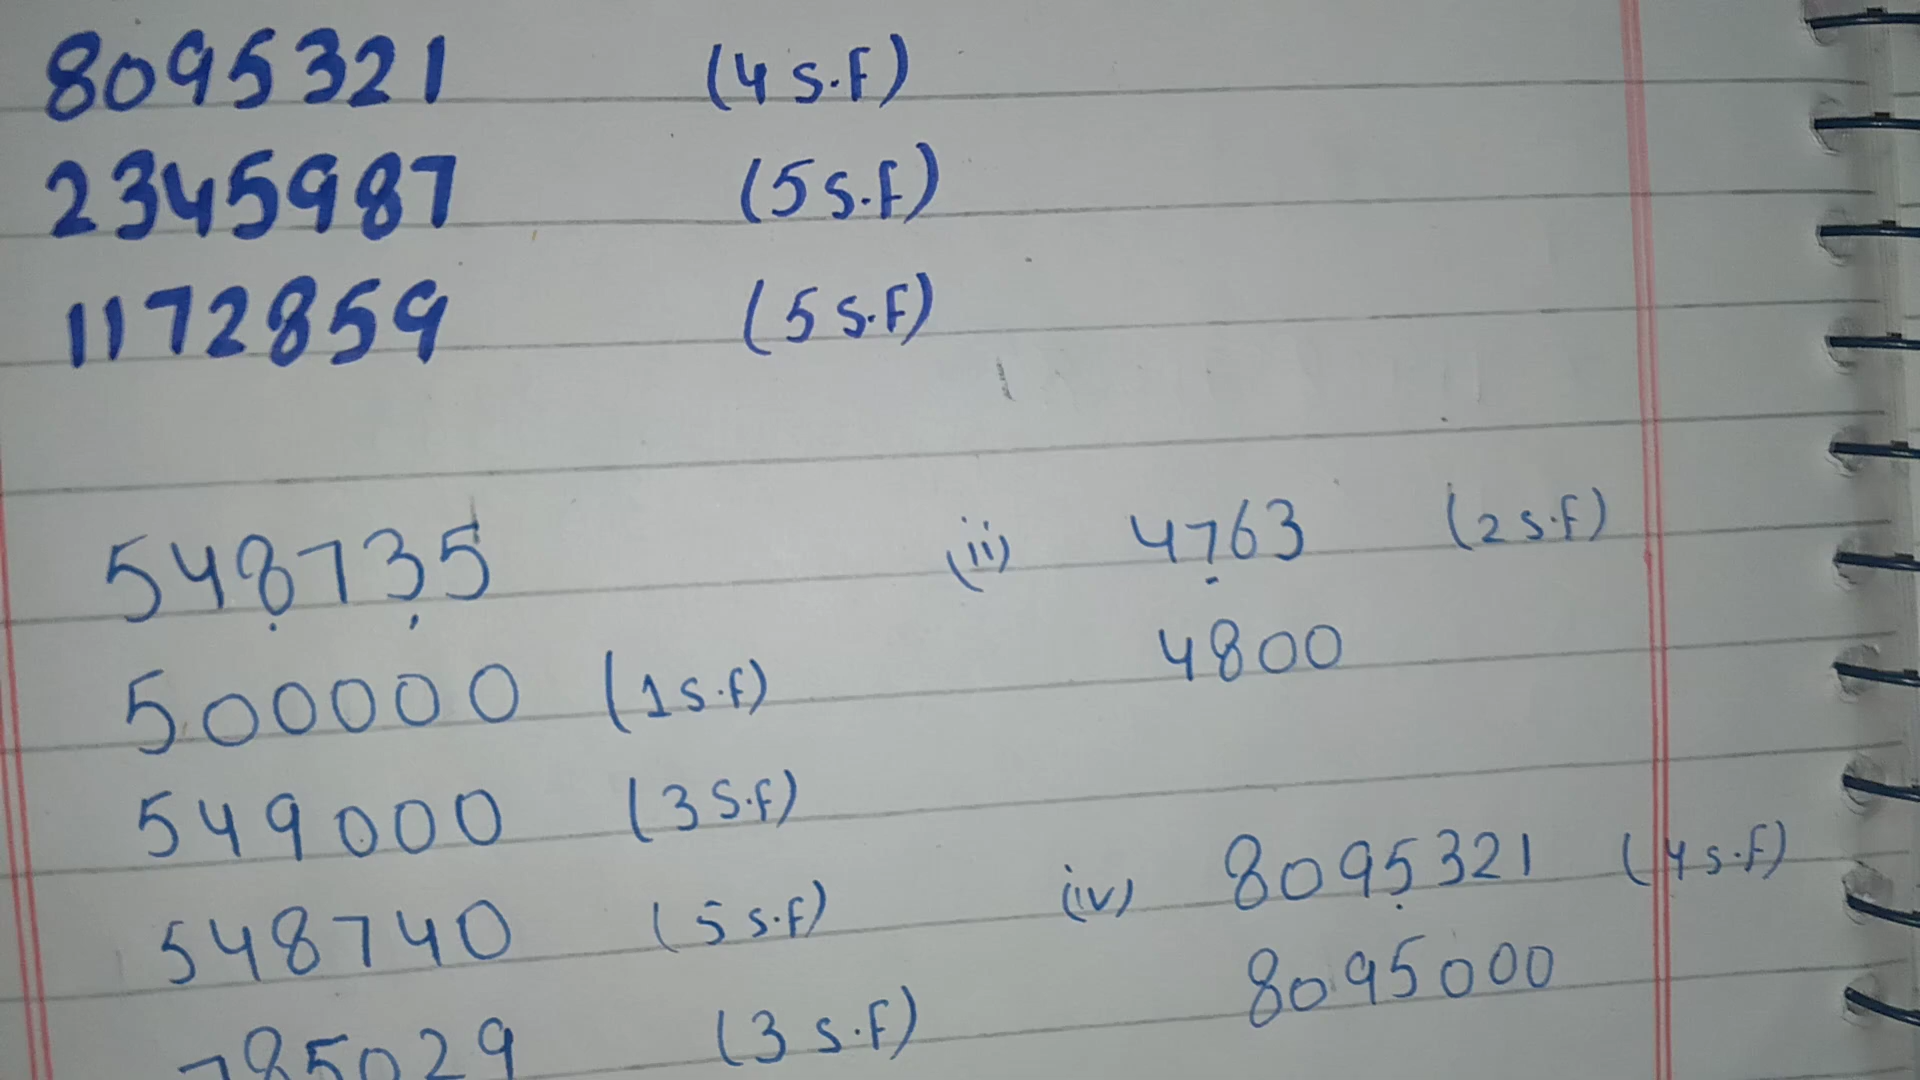 8095321 (4 s.f)
2345987 (5 s.f)
1172859 (5 s.f)
548735
500000 (1 s.f)
549000 (3 s.f)
548740 (5 s.f)
785029 (3 s.f)
(ii) 4763 (2 s.f)
4800
(iv) 8095321 (4 s.f)
8095000